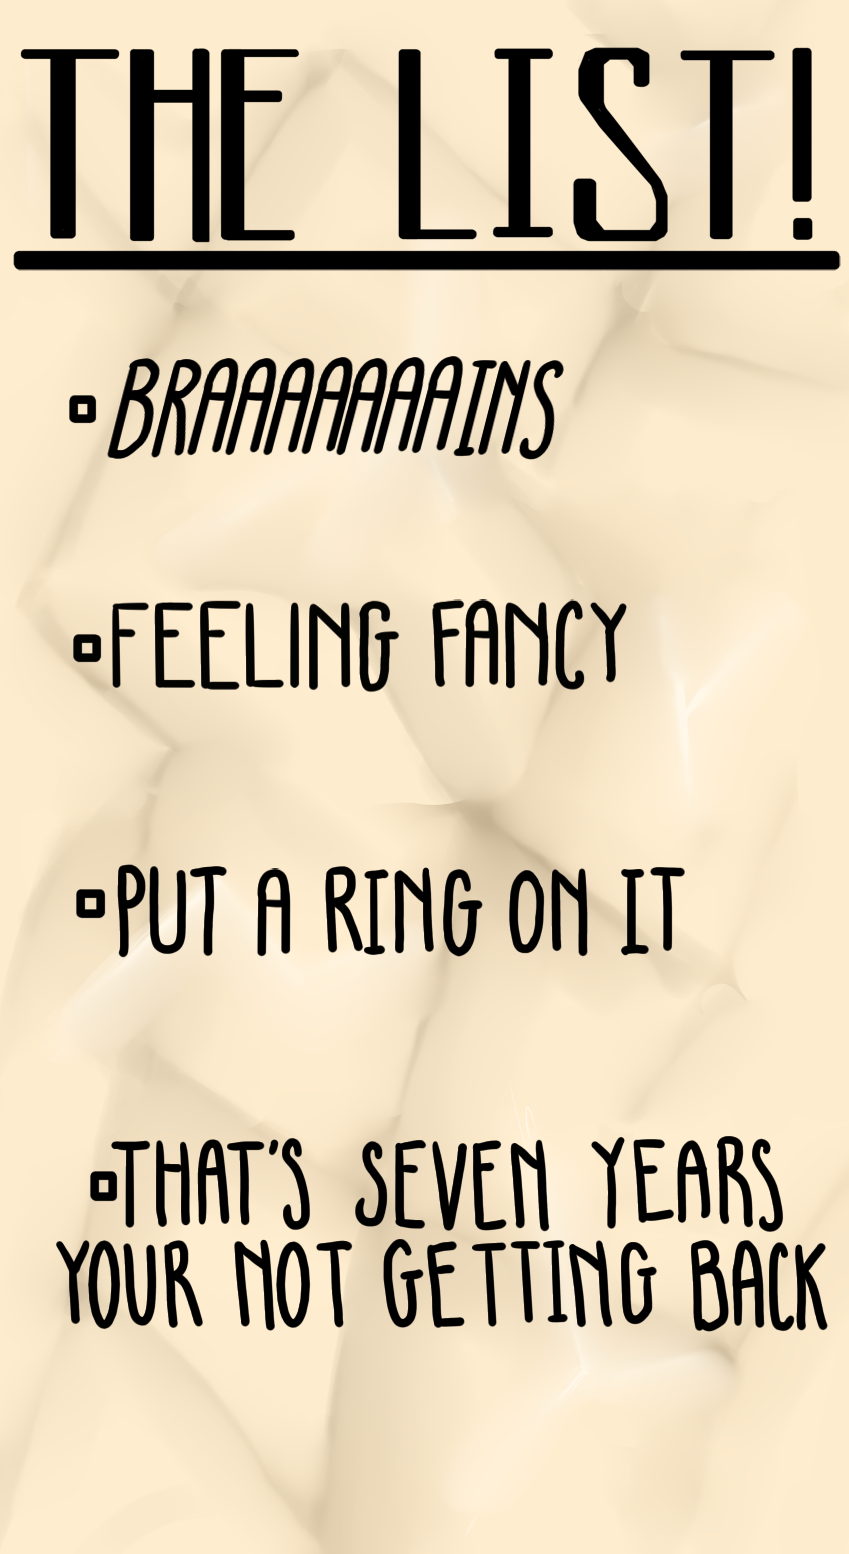 THE LIST!
▫BRAAAAAAAINS
▫FEELING FANCY
▫PUT A RING ON IT
▫THAT'S SEVEN YEARS
YOUR NOT GETTING BACK